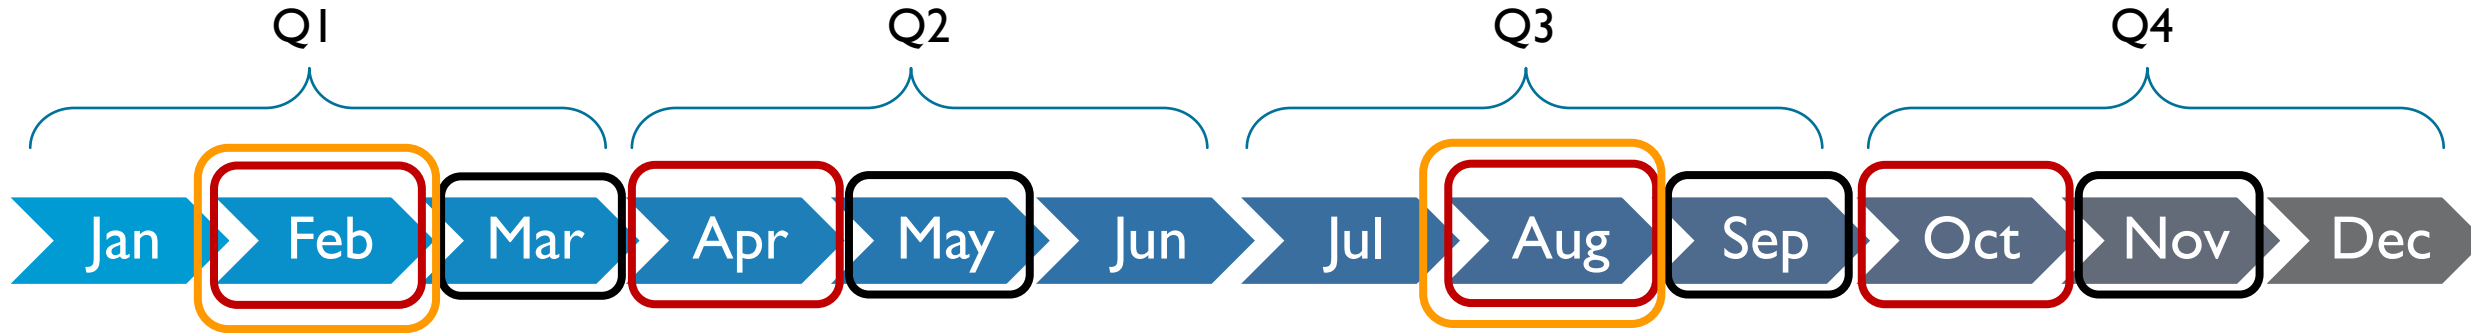 Q1 Q2 Q3 Q4
Jan Feb Mar Apr May Jun Jul Aug Sep Oct Nov Dec